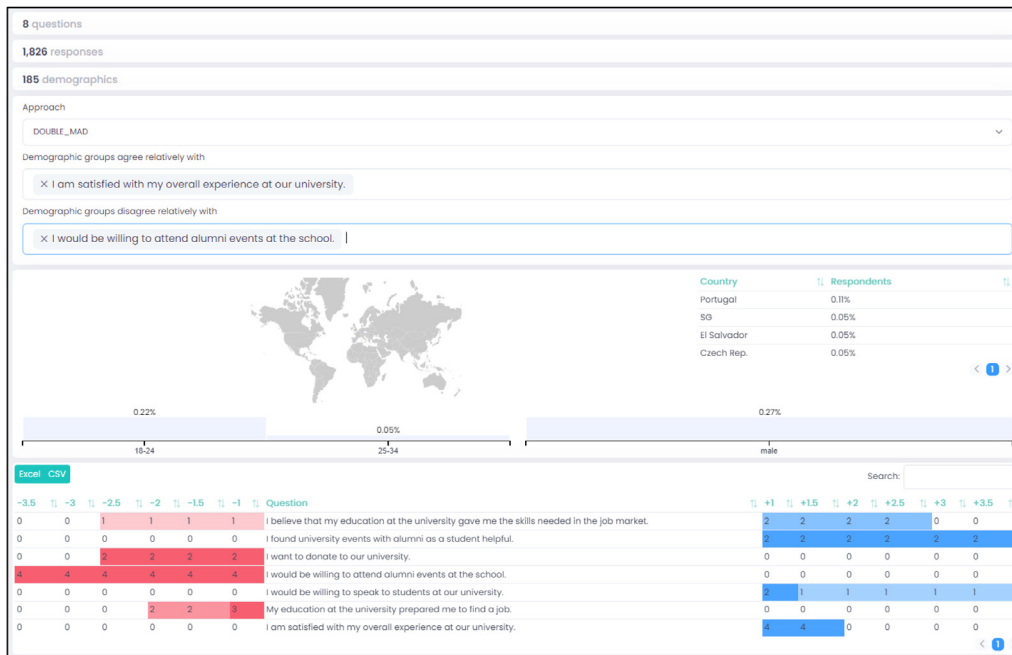 8 questions
1,826 responses
185 demographics
Approach
DOUBLE_MAD
Demographic groups agree relatively with
× I am satisfied with my overall experience at our university.
Demographic groups disagree relatively with
× I would be willing to attend alumni events at the school.
Country Respondents
Portugal 0.11%
SG 0.05%
El Salvador 0.05%
Czech Rep. 0.05%
< 1 >
0.22% 0.05% 0.27%
18-24 25-34 male
Excel CSV Search:
-3.5 -3 -2.5 -2 -1.5 -1 Question +1 +1.5 +2 +2.5 +3 +3.5
0 0 1 1 1 1 I believe that my education at the university gave me the skills needed in the job market. 2 2 2 2 0 0
0 0 0 0 0 0 I found university events with alumni as a student helpful. 2 2 2 2 2 2
0 0 2 2 2 2 I want to donate to our university. 0 0 0 0 0 0
4 4 4 4 4 4 I would be willing to attend alumni events at the school. 0 0 0 0 0 0
0 0 0 0 0 0 I would be willing to speak to students at our university. 2 1 1 1 1 1
0 0 0 2 2 3 My education at the university prepared me to find a job. 0 0 0 0 0 0
0 0 0 0 0 0 I am satisfied with my overall experience at our university. 4 4 0 0 0 0
< 1